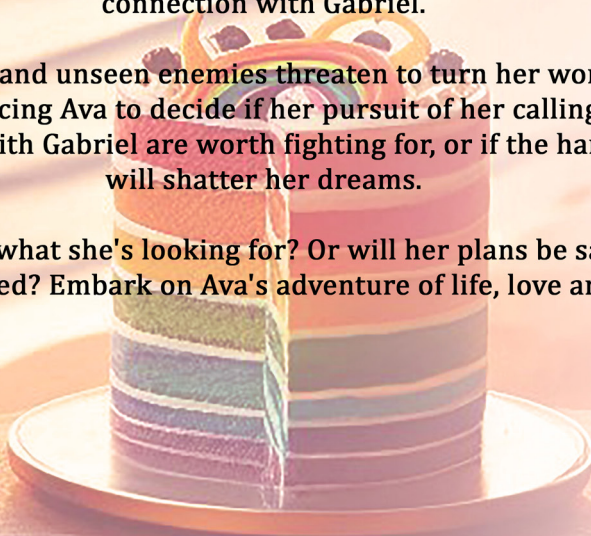 connection with Gabriel.
and unseen enemies threaten to turn her wor
cing Ava to decide if her pursuit of her calling
ith Gabriel are worth fighting for, or if the ha
will shatter her dreams.
what she's looking for? Or will her plans be sa
ed? Embark on Ava's adventure of life, love a